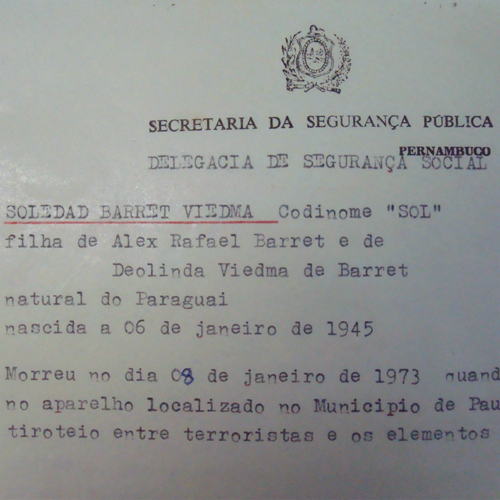 SECRETARIA DA SEGURANÇA PÚBLICA
PERNAMBUCO
DELEGACIA DE SEGURANÇA SOCIAL
SOLEDAD BARRET VIEDMA Codinome "SOL"
filha de Alex Rafael Barret e de
Deolinda Viedma de Barret
natural do Paraguai
nascida a 06 de janeiro de 1945
Morreu no dia 08 de janeiro de 1973 quand
no aparelho localizado no Municipio de Pau
tiroteio entre terroristas e os elementos